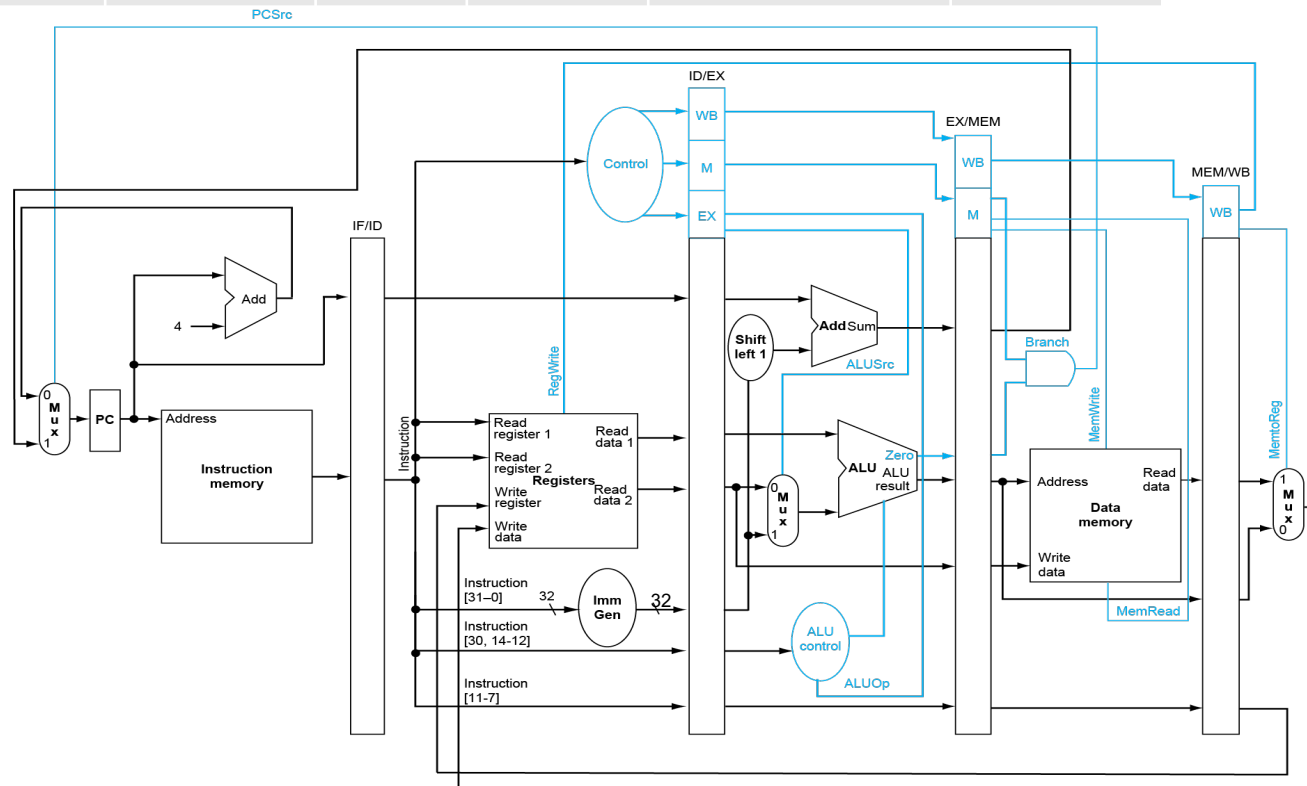 PCSrc
ID/EX
WB
EX/MEM
Control
M
WB
MEM/WB
EX
M
WB
IF/ID
Add
4
Add Sum
Shift
left 1
Branch
ALUSrc
RegWrite
MemWrite
MemtoReg
0
M
u
x
1
PC
Address
Instruction
memory
Instruction
Read
register 1
Read
data 1
Read
register 2
Registers
Read
data 2
Write
register
Write
data
0
M
u
x
1
Zero
ALU
ALU
result
Address
Read
data
Data
memory
Write
data
1
M
u
x
0
MemRead
Instruction
[31–0]
32
Imm
Gen
32
Instruction
[30, 14-12]
ALU
control
ALUOp
Instruction
[11-7]